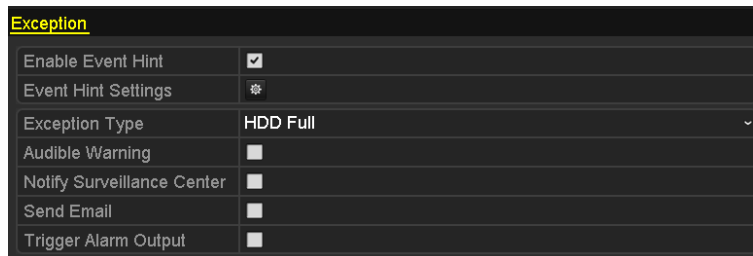 Exception
Enable Event Hint
Event Hint Settings
Exception Type HDD Full
Audible Warning
Notify Surveillance Center
Send Email
Trigger Alarm Output